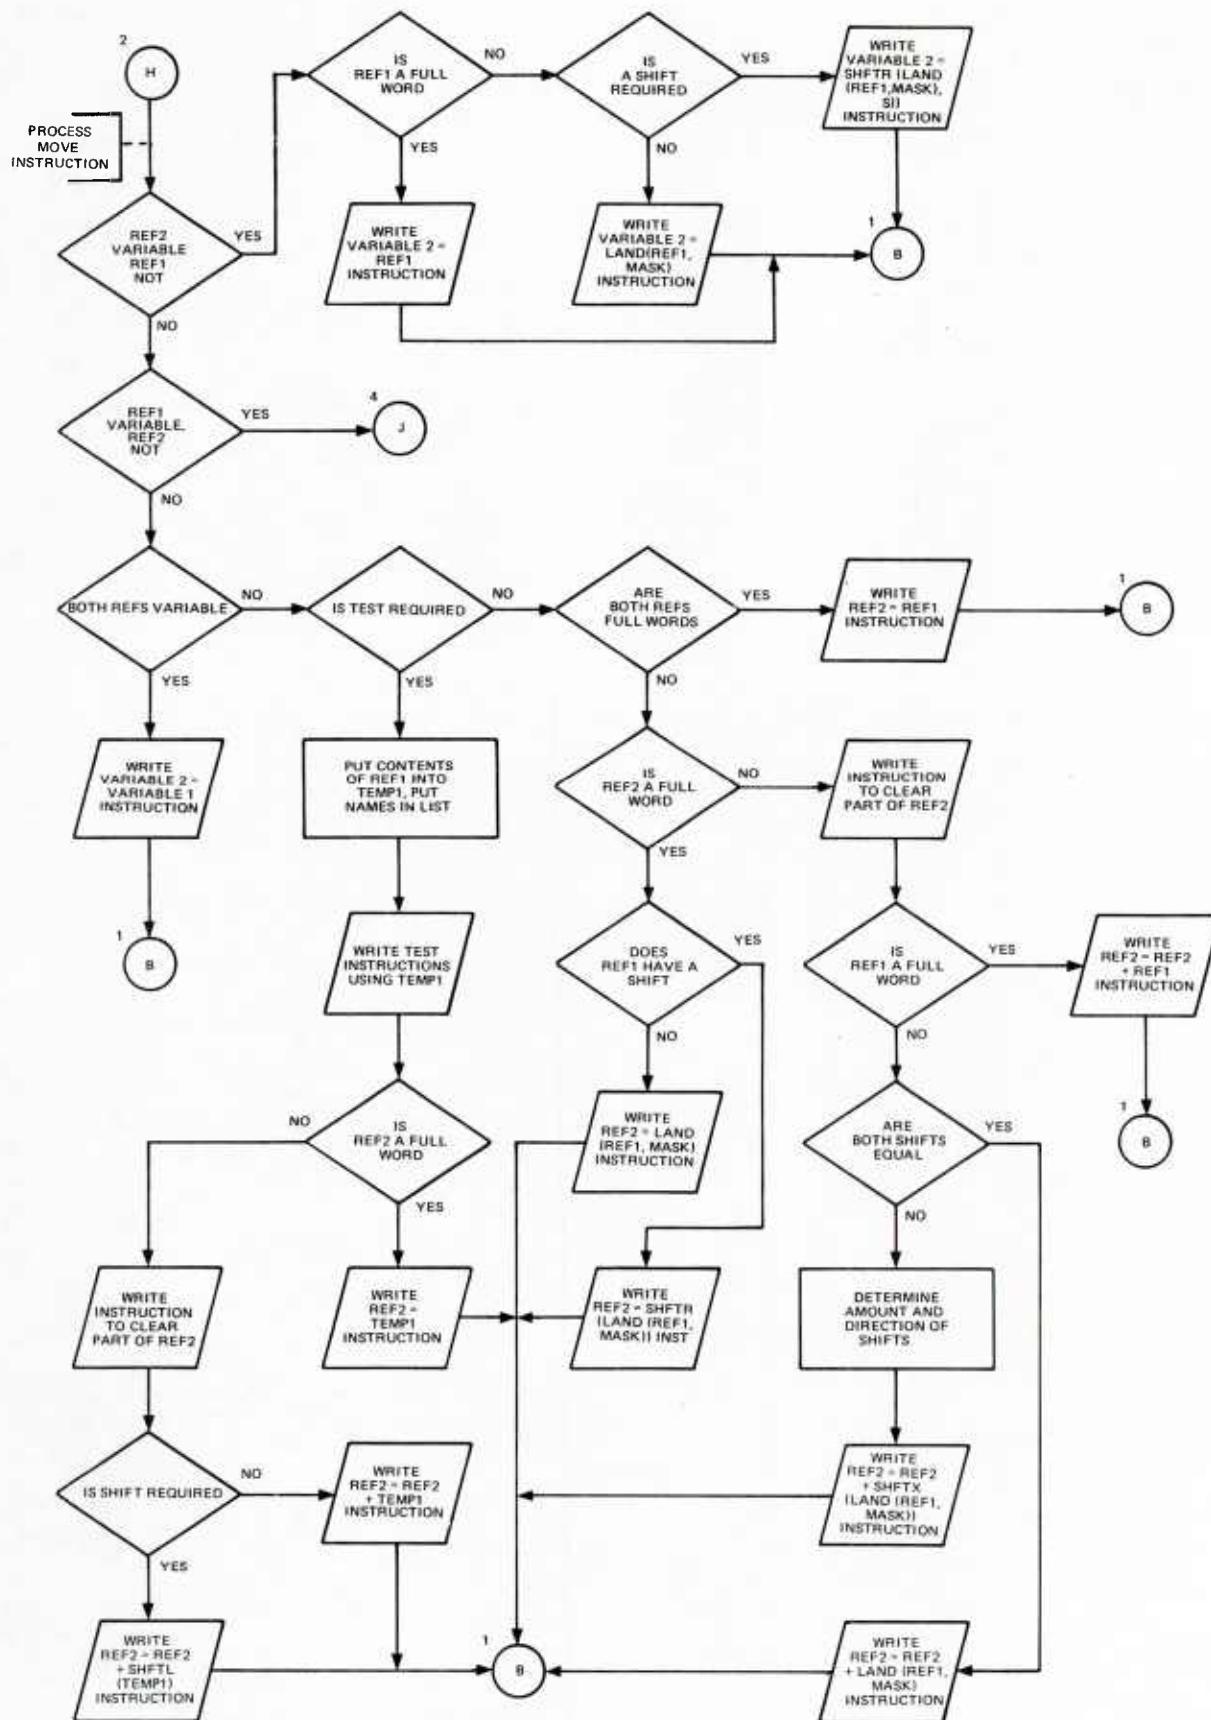 2
H
PROCESS
MOVE
INSTRUCTION
REF2
VARIABLE
REF1
NOT
YES
NO
IS
REF1 A FULL
WORD
NO
YES
IS
A SHIFT
REQUIRED
YES
NO
WRITE
VARIABLE 2 =
SHFTR (LAND
(REF1,MASK),
S))
INSTRUCTION
WRITE
VARIABLE 2 =
REF1
INSTRUCTION
WRITE
VARIABLE 2 =
LAND(REF1,
MASK)
INSTRUCTION
1
B
REF1
VARIABLE,
REF2
NOT
YES
NO
4
J
BOTH REFS VARIABLE
NO
YES
IS TEST REQUIRED
NO
YES
ARE
BOTH REFS
FULL WORDS
YES
NO
WRITE
REF2 = REF1
INSTRUCTION
1
B
WRITE
VARIABLE 2 =
VARIABLE 1
INSTRUCTION
1
B
PUT CONTENTS
OF REF1 INTO
TEMP1, PUT
NAMES IN LIST
IS
REF2 A FULL
WORD
NO
YES
WRITE
INSTRUCTION
TO CLEAR
PART OF REF2
WRITE TEST
INSTRUCTIONS
USING TEMP1
DOES
REF1 HAVE A
SHIFT
YES
NO
IS
REF1 A FULL
WORD
YES
NO
WRITE
REF2 = REF2
+ REF1
INSTRUCTION
1
B
IS
REF2 A FULL
WORD
NO
YES
WRITE
REF2 = LAND
(REF1, MASK)
INSTRUCTION
ARE
BOTH SHIFTS
EQUAL
YES
NO
WRITE
INSTRUCTION
TO CLEAR
PART OF REF2
WRITE
REF2 =
TEMP1
INSTRUCTION
WRITE
REF2 = SHFTR
(LAND (REF1,
MASK)) INST
DETERMINE
AMOUNT AND
DIRECTION OF
SHIFTS
IS SHIFT REQUIRED
NO
YES
WRITE
REF2 = REF2
+ TEMP1
INSTRUCTION
WRITE
REF2 = REF2
+ SHFTX
(LAND (REF1,
MASK))
INSTRUCTION
WRITE
REF2 = REF2
+ SHFTL
(TEMP1)
INSTRUCTION
1
B
WRITE
REF2 = REF2
+ LAND (REF1,
MASK)
INSTRUCTION